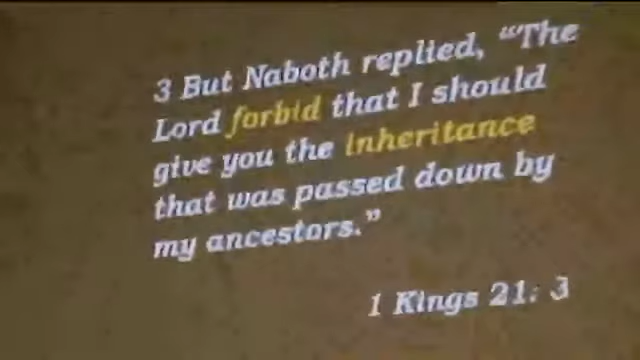 3 But Naboth replied, “The
Lord forbid that I should
give you the inheritance
that was passed down by
my ancestors.”
1 Kings 21: 3